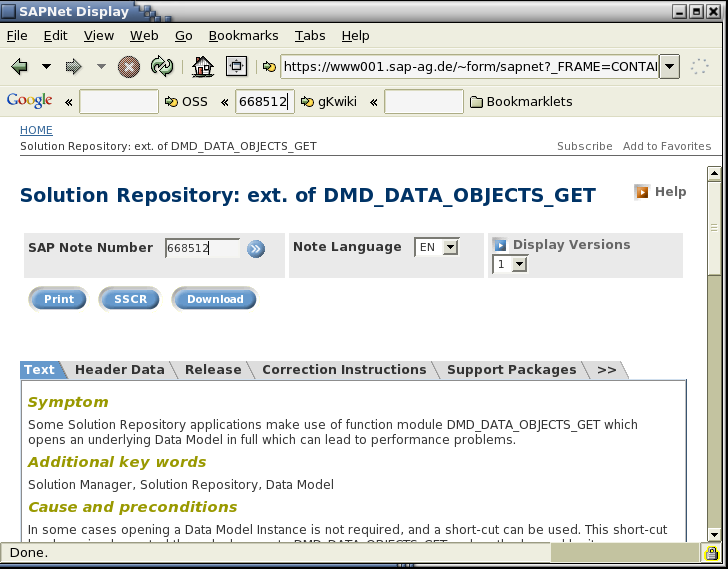 SAPNet Display
File Edit View Web Go Bookmarks Tabs Help
https://www001.sap-ag.de/~form/sapnet?_FRAME=CONTAI
Google « » OSS « 668512 » gKwiki « Bookmarklets
HOME
Solution Repository: ext. of DMD_DATA_OBJECTS_GET Subscribe Add to Favorites
Solution Repository: ext. of DMD_DATA_OBJECTS_GET Help
SAP Note Number 668512 Note Language EN Display Versions
1
Print SSCR Download
Text Header Data Release Correction Instructions Support Packages >>
Symptom
Some Solution Repository applications make use of function module DMD_DATA_OBJECTS_GET which
opens an underlying Data Model in full which can lead to performance problems.
Additional key words
Solution Manager, Solution Repository, Data Model
Cause and preconditions
In some cases opening a Data Model Instance is not required, and a short-cut can be used. This short-cut
Done.